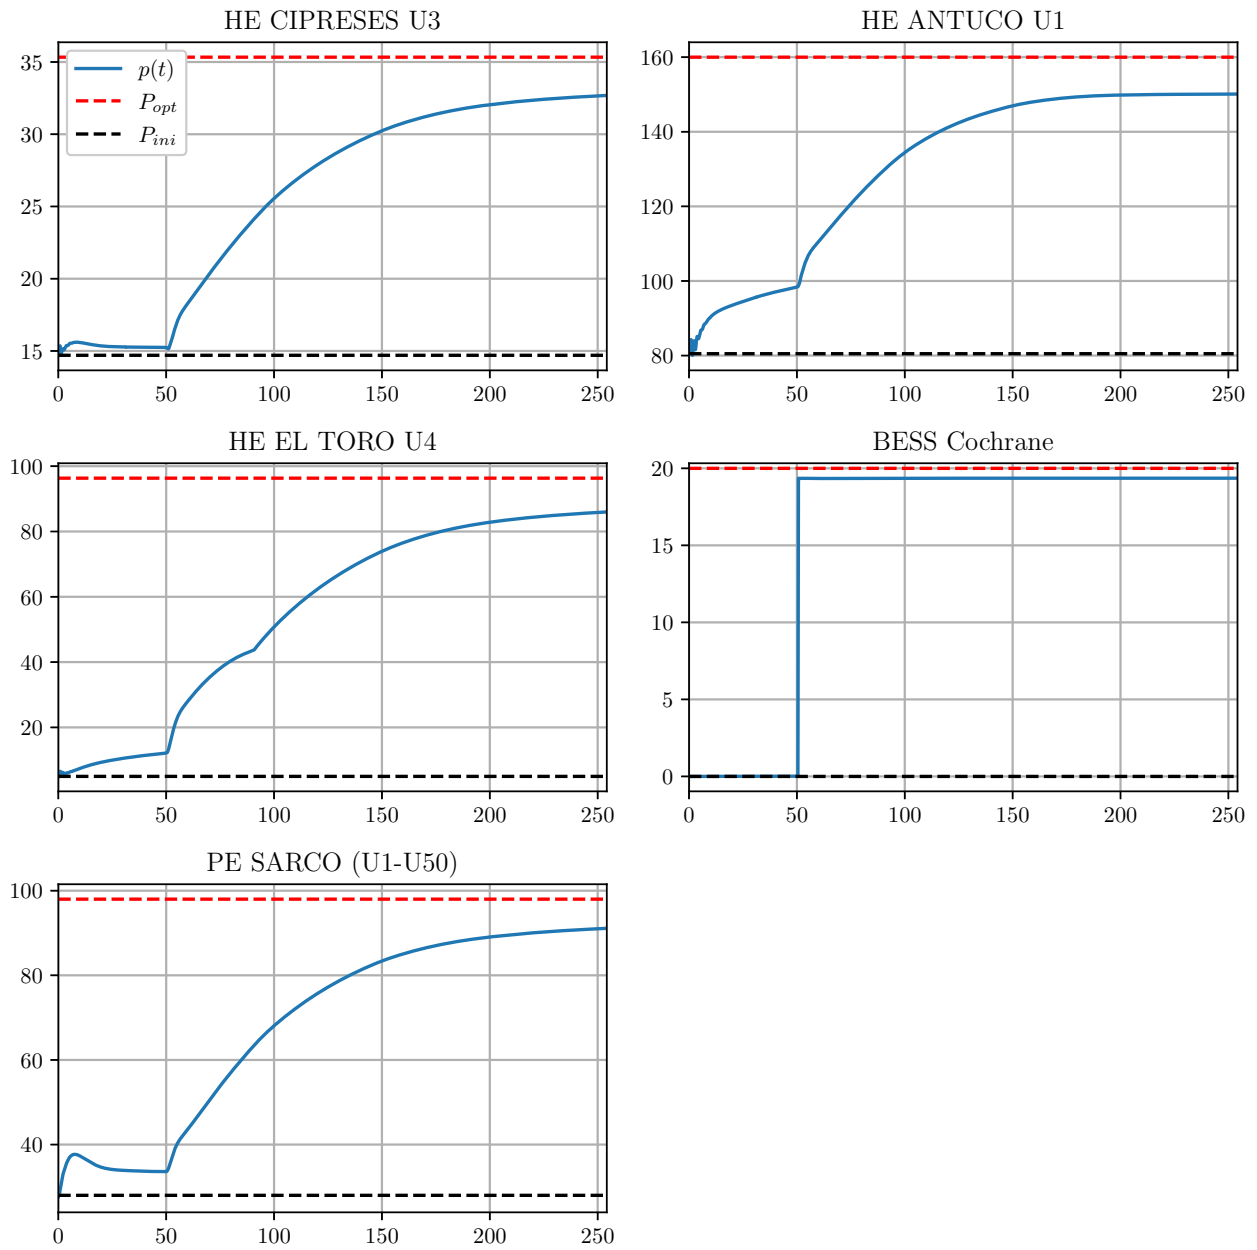 HE CIPRESES U3
35
30
25
20
15
0 50 100 150 200 250
p(t)
P_opt
P_ini
HE ANTUCO U1
160
140
120
100
80
0 50 100 150 200 250
HE EL TORO U4
100
80
60
40
20
0 50 100 150 200 250
BESS Cochrane
20
15
10
5
0
0 50 100 150 200 250
PE SARCO (U1-U50)
100
80
60
40
0 50 100 150 200 250